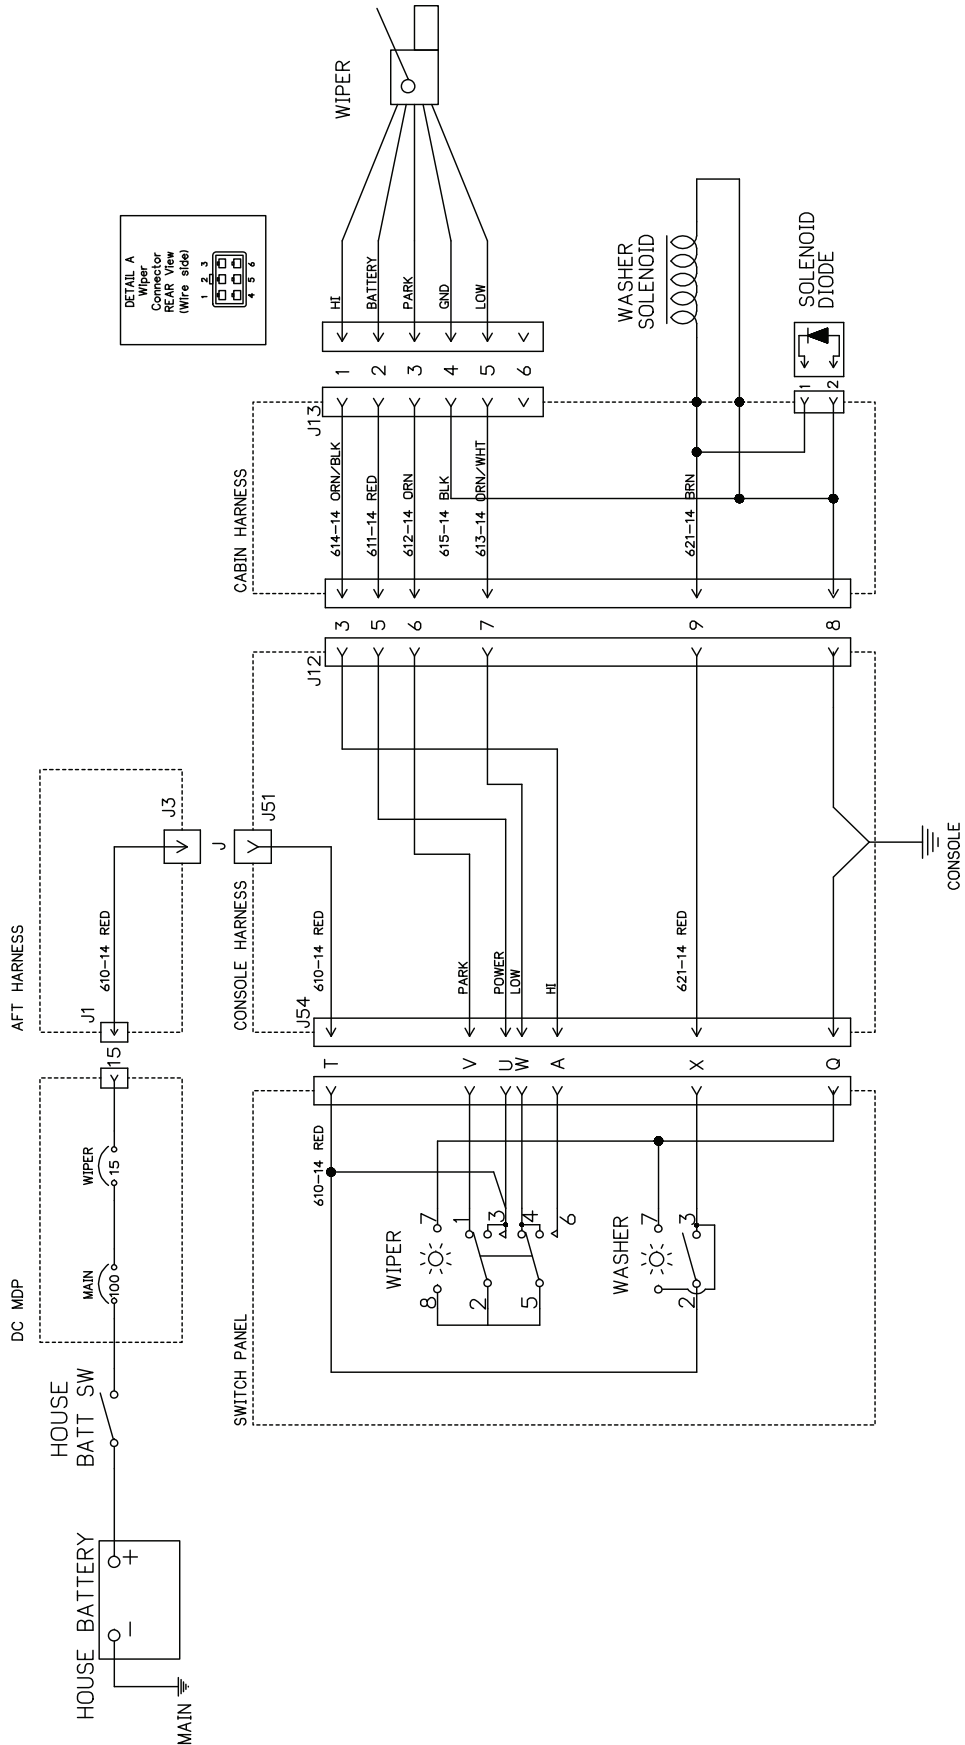 HOUSE BATTERY
+
−
MAIN
HOUSE
BATT SW
DC MDP
MAIN
100
WIPER
15
15
J1
AFT HARNESS
610-14 RED
J3
J
J51
CONSOLE HARNESS
610-14 RED
J54
T
V
U
W
A
X
Q
PARK
POWER
LOW
HI
621-14 RED
CONSOLE
SWITCH PANEL
610-14 RED
WIPER
7
8
1
2
3
4
5
6
WASHER
7
3
2
J12
3
5
6
7
9
8
CABIN HARNESS
614-14 ORN/BLK
611-14 RED
612-14 ORN
615-14 BLK
613-14 ORN/WHT
621-14 BRN
J13
1
2
3
4
5
6
HI
BATTERY
PARK
GND
LOW
WIPER
WASHER
SOLENOID
SOLENOID
DIODE
1
2
DETAIL A
Wiper
Connector
REAR View
(Wire side)
1 2 3
4 5 6